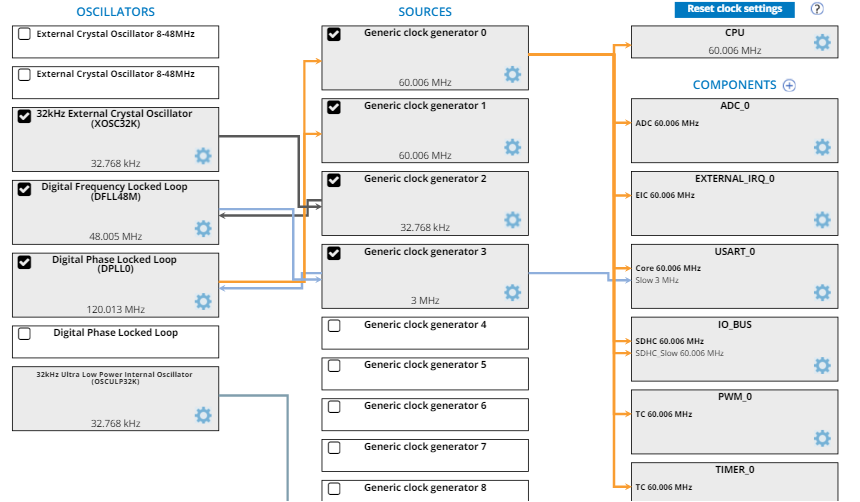 OSCILLATORS
External Crystal Oscillator 8-48MHz
External Crystal Oscillator 8-48MHz
32kHz External Crystal Oscillator
(XOSC32K)
32.768 kHz
Digital Frequency Locked Loop
(DFLL48M)
48.005 MHz
Digital Phase Locked Loop
(DPLL0)
120.013 MHz
Digital Phase Locked Loop
32kHz Ultra Low Power Internal Oscillator
(OSCULP32K)
32.768 kHz
SOURCES
Generic clock generator 0
60.006 MHz
Generic clock generator 1
60.006 MHz
Generic clock generator 2
32.768 kHz
Generic clock generator 3
3 MHz
Generic clock generator 4
Generic clock generator 5
Generic clock generator 6
Generic clock generator 7
Generic clock generator 8
Reset clock settings
?
CPU
60.006 MHz
COMPONENTS
ADC_0
ADC 60.006 MHz
EXTERNAL_IRQ_0
EIC 60.006 MHz
USART_0
Core 60.006 MHz
Slow 3 MHz
IO_BUS
SDHC 60.006 MHz
SDHC_Slow 60.006 MHz
PWM_0
TC 60.006 MHz
TIMER_0
TC 60.006 MHz